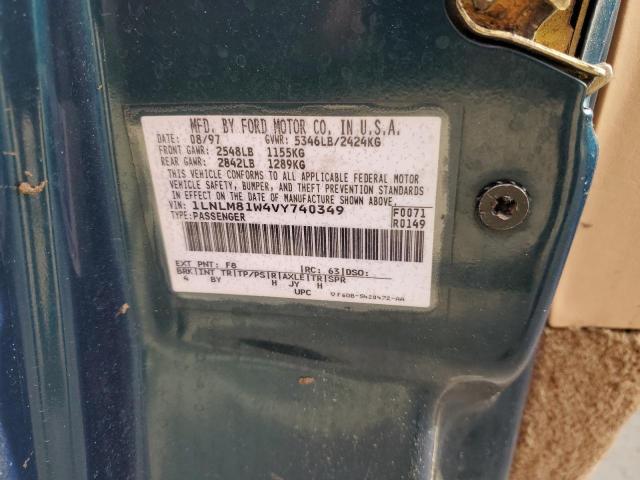 MFD. BY FORD MOTOR CO. IN U.S.A.
DATE: 08/97 GVWR: 5346LB/2424KG
FRONT GAWR: 2548LB 1155KG
REAR GAWR: 2842LB 1289KG
THIS VEHICLE CONFORMS TO ALL APPLICABLE FEDERAL MOTOR
VEHICLE SAFETY, BUMPER, AND THEFT PREVENTION STANDARDS
IN EFFECT ON THE DATE OF MANUFACTURE SHOWN ABOVE
VIN: 1LNLM81W4VY740349 F0071
TYPE: PASSENGER R0149
EXT PNT: F8 RC: 63 DSO:
BRK INT TR TP/PS R AXLE TR SPR
4 BY H JY H
UPC